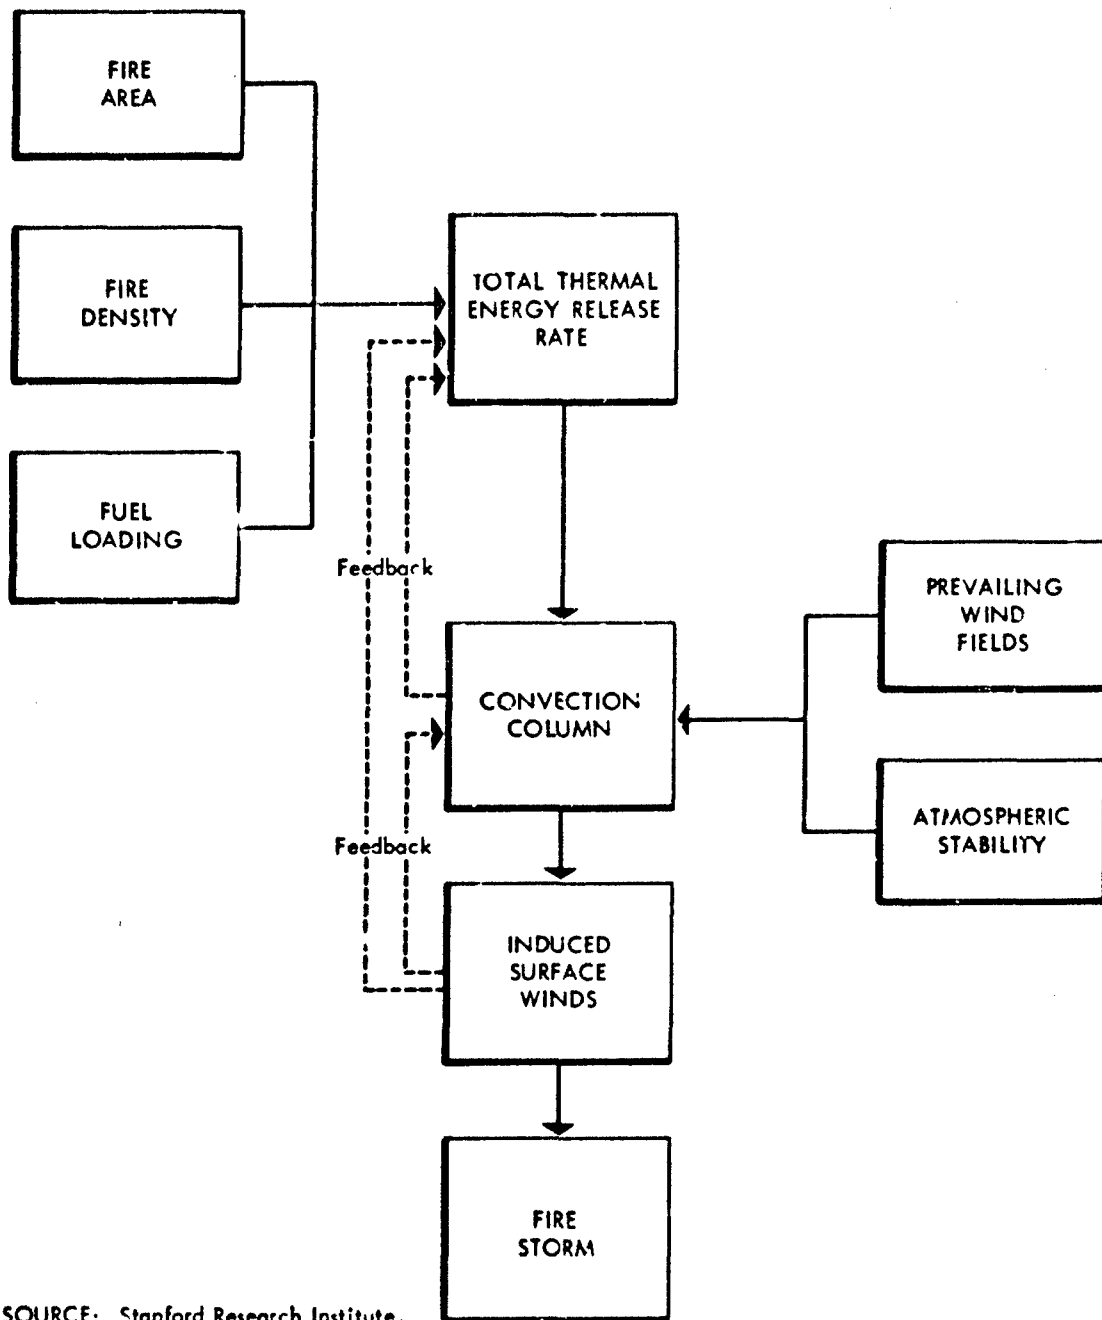 FIRE
AREA
FIRE
DENSITY
FUEL
LOADING
TOTAL THERMAL
ENERGY RELEASE
RATE
Feedback
PREVAILING
WIND
FIELDS
CONVECTION
COLUMN
ATMOSPHERIC
STABILITY
Feedback
INDUCED
SURFACE
WINDS
FIRE
STORM
SOURCE: Stanford Research Institute.